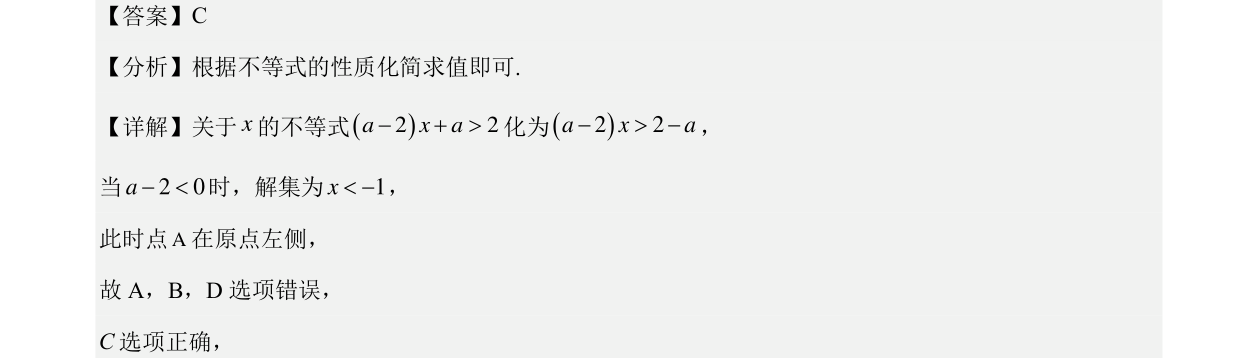 【答案】C
【分析】根据不等式的性质化简求值即可.
【详解】关于x的不等式(a−2)x+a>2化为(a−2)x>2−a，
当a−2<0时，解集为x<−1，
此时点A在原点左侧，
故 A，B，D 选项错误，
C选项正确，